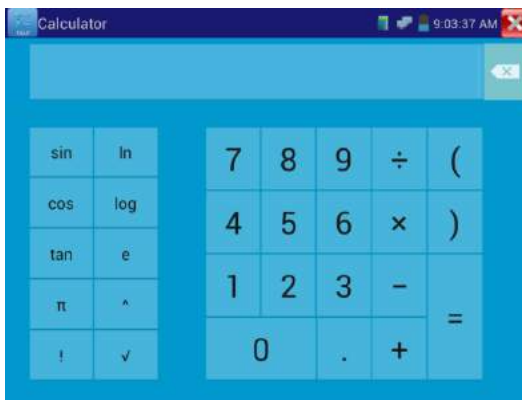 Calculator 9:03:37 AM
sin ln 7 8 9 ÷ (
cos log 4 5 6 × )
tan e 1 2 3 −
π ^ =
! √ 0 . +